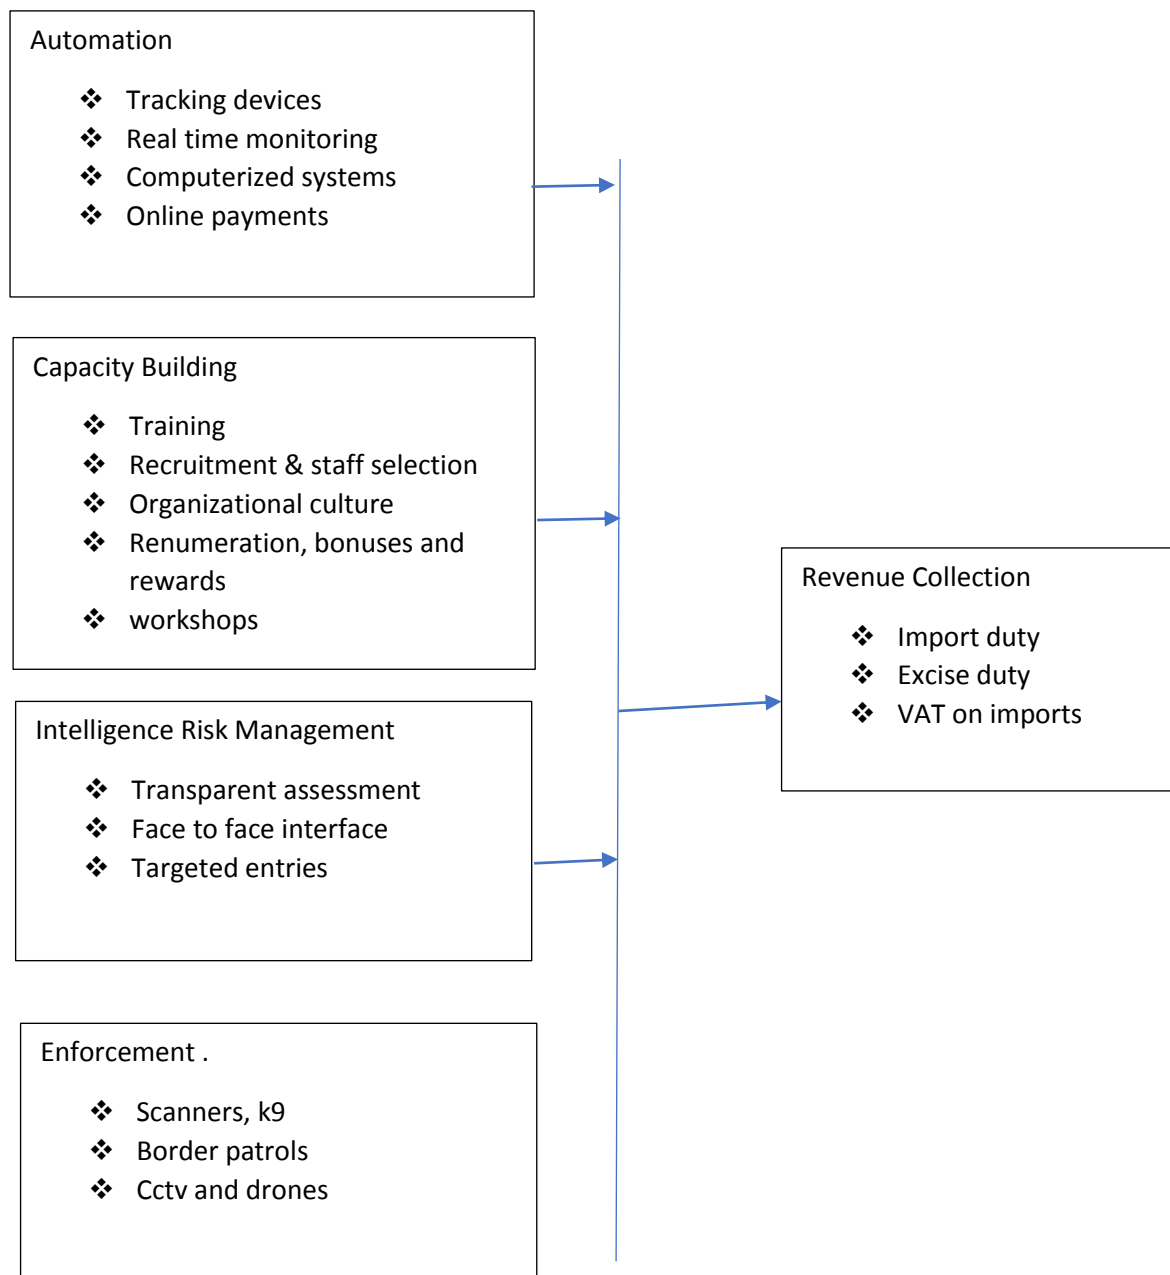 Automation
❖ Tracking devices
❖ Real time monitoring
❖ Computerized systems
❖ Online payments
Capacity Building
❖ Training
❖ Recruitment & staff selection
❖ Organizational culture
❖ Renumeration, bonuses and
rewards
❖ workshops
Intelligence Risk Management
❖ Transparent assessment
❖ Face to face interface
❖ Targeted entries
Enforcement .
❖ Scanners, k9
❖ Border patrols
❖ Cctv and drones
Revenue Collection
❖ Import duty
❖ Excise duty
❖ VAT on imports